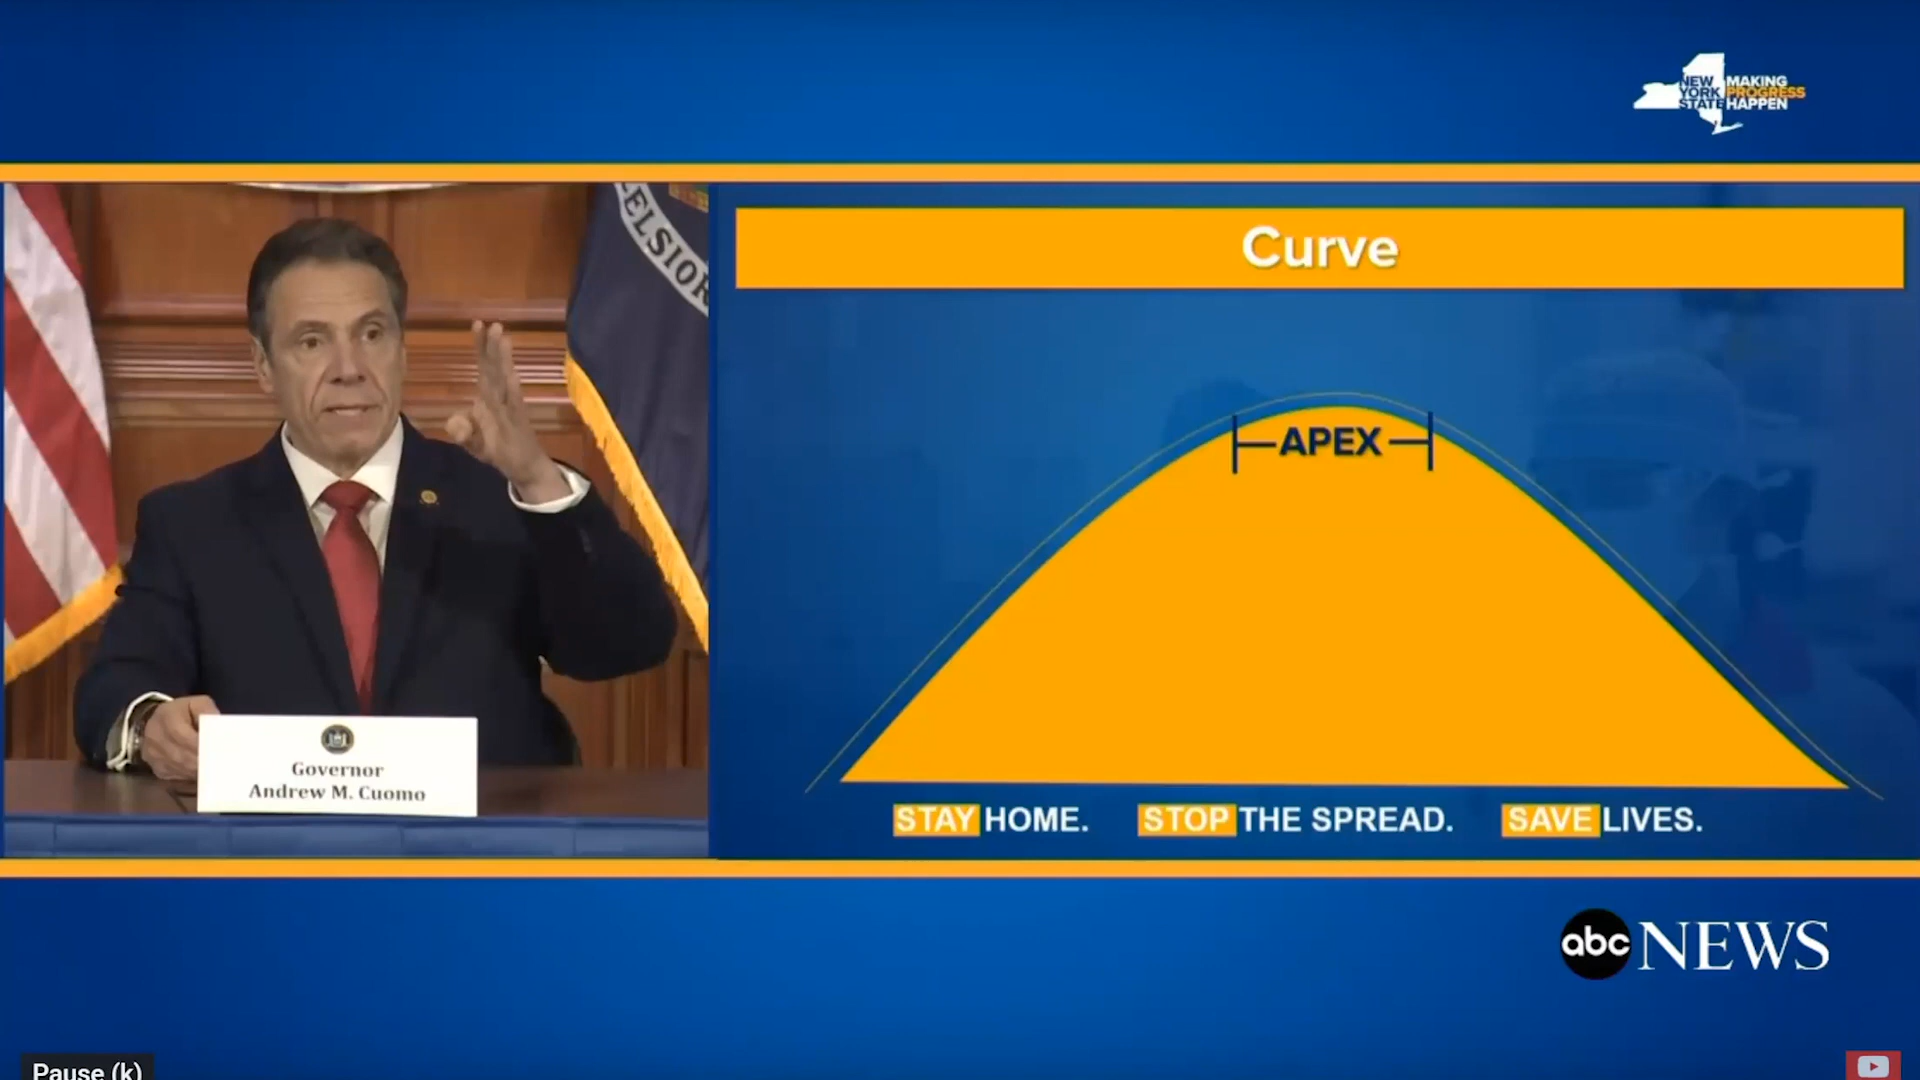 NEW
YORK
STATE
MAKING
PROGRESS
HAPPEN
ELSIOR
Curve
APEX
Governor
Andrew M. Cuomo
STAY HOME. STOP THE SPREAD. SAVE LIVES.
abc NEWS
Pause (k)